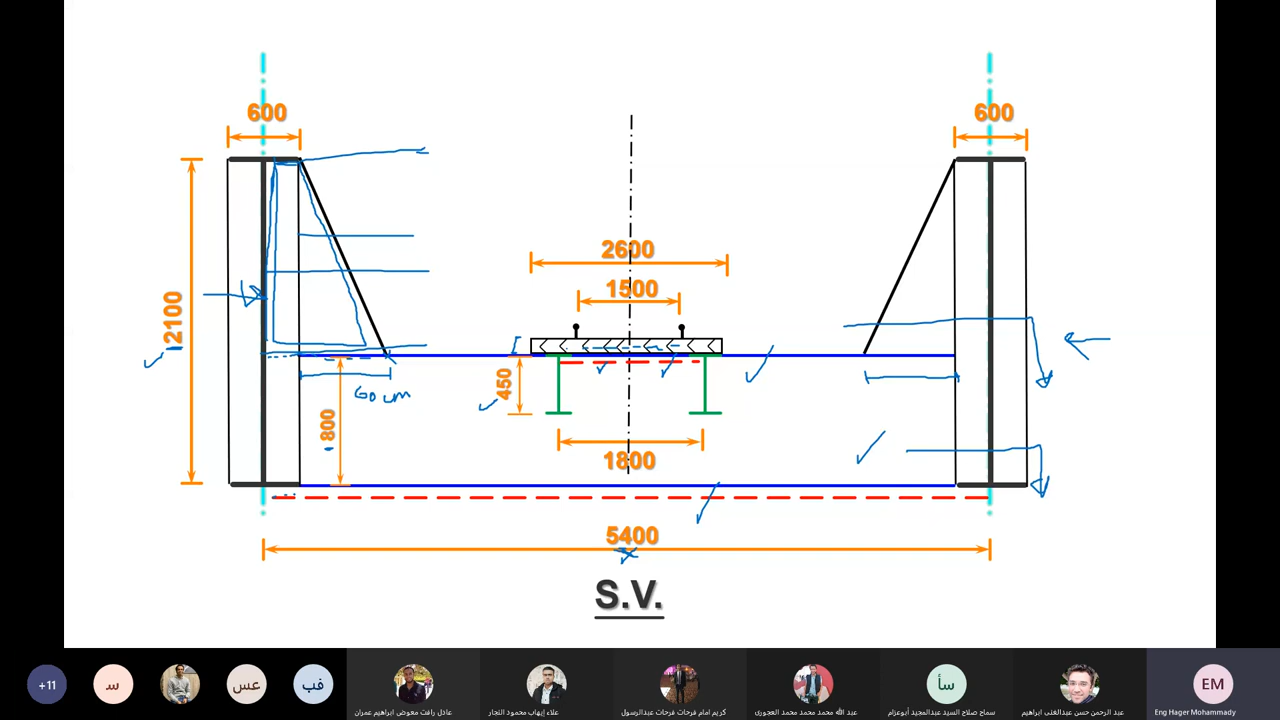 600
600
2600
1500
2100
450
60 cm
800
1800
5400
S.V.
+11
س
عس
فب
عادل رافت معوض ابراهيم عمران
علاء إيهاب محمود النجار
كريم امام فرحات فرحات عبدالرسول
عبد الله محمد محمد محمد العجورى
سأ
سماح صلاح السيد عبدالمجيد أبوعزام
عبد الرحمن حسن عبدالغنى ابراهيم
EM
Eng Hager Mohammady